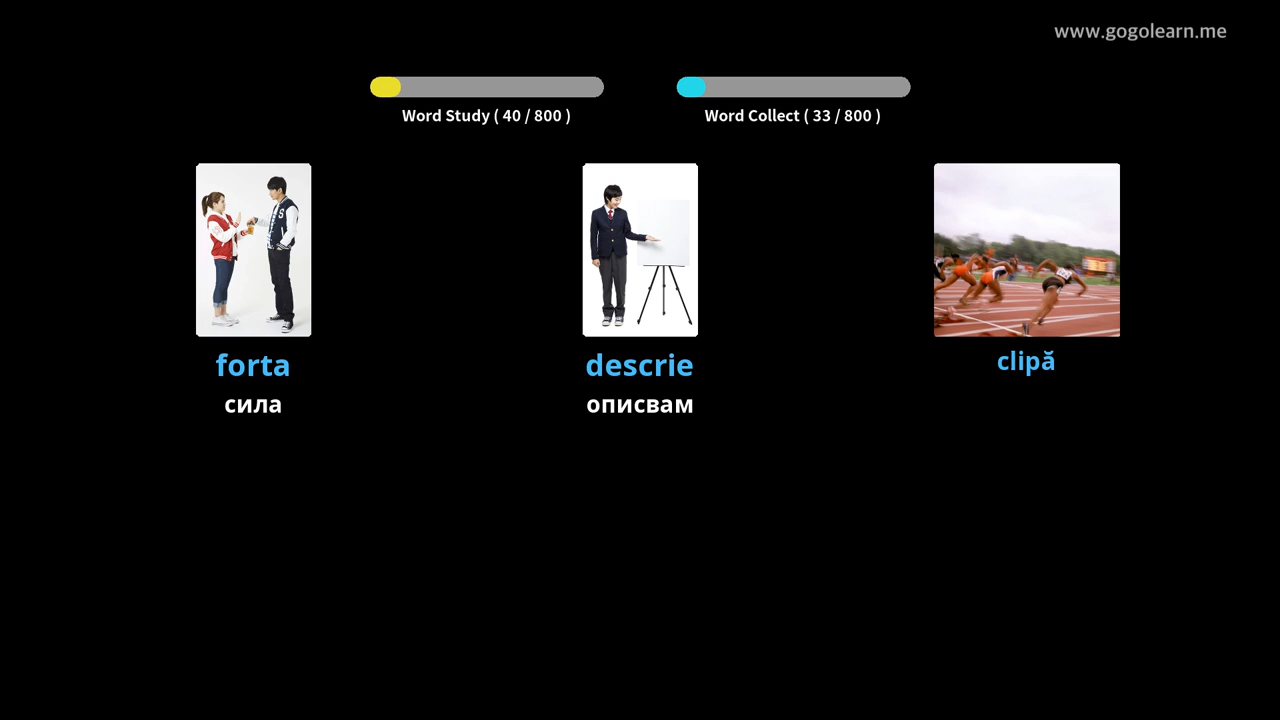 www.gogolearn.me
Word Study ( 40 / 800 )
Word Collect ( 33 / 800 )
forta
сила
descrie
описвам
clipă